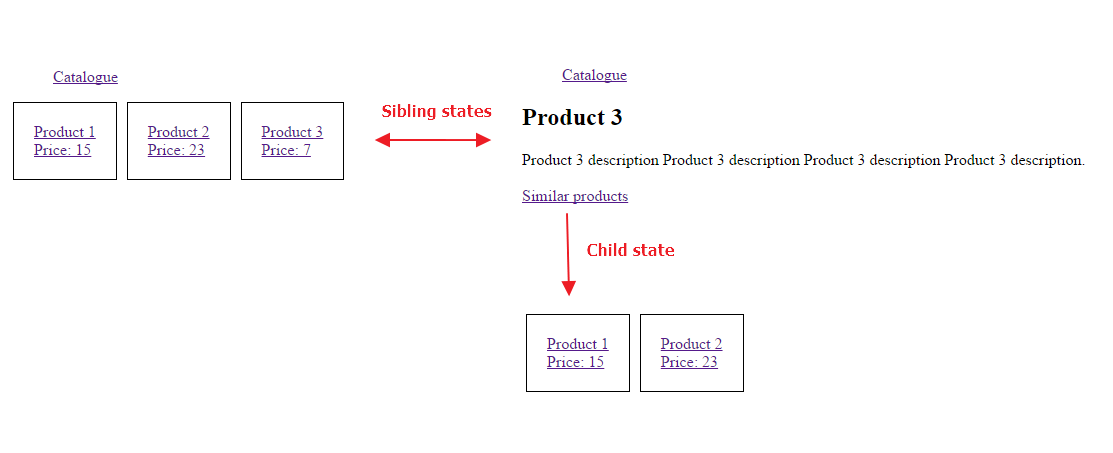 Catalogue
Product 1
Price: 15
Product 2
Price: 23
Product 3
Price: 7
Sibling states
Catalogue
Product 3
Product 3 description Product 3 description Product 3 description Product 3 description.
Similar products
Child state
Product 1
Price: 15
Product 2
Price: 23